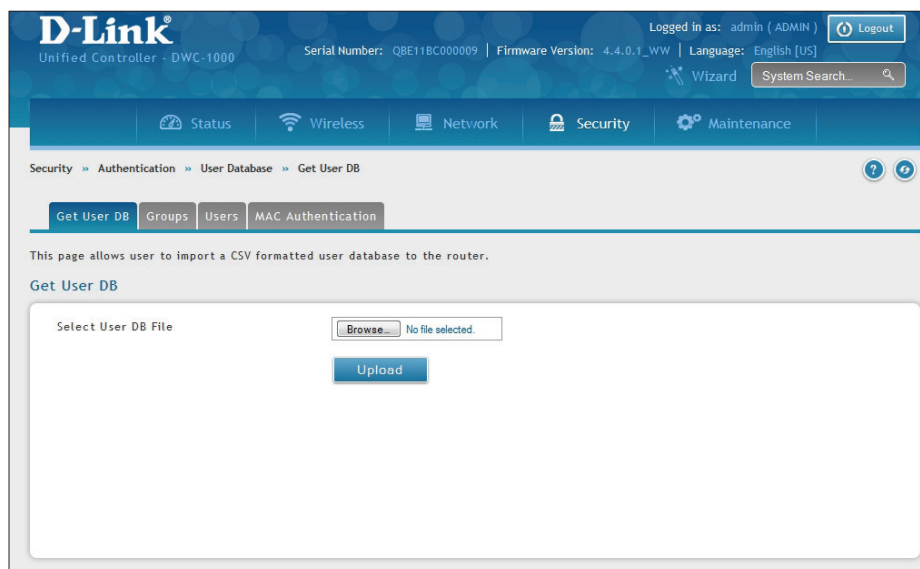 D-Link®
Unified Controller - DWC-1000
Logged in as: admin ( ADMIN )
Logout
Serial Number: QBE11BC000009 | Firmware Version: 4.4.0.1_WW | Language: English [US]
Wizard
System Search...
Status
Wireless
Network
Security
Maintenance
Security » Authentication » User Database » Get User DB
?
Get User DB
Groups
Users
MAC Authentication
This page allows user to import a CSV formatted user database to the router.
Get User DB
Select User DB File
Browse... No file selected.
Upload